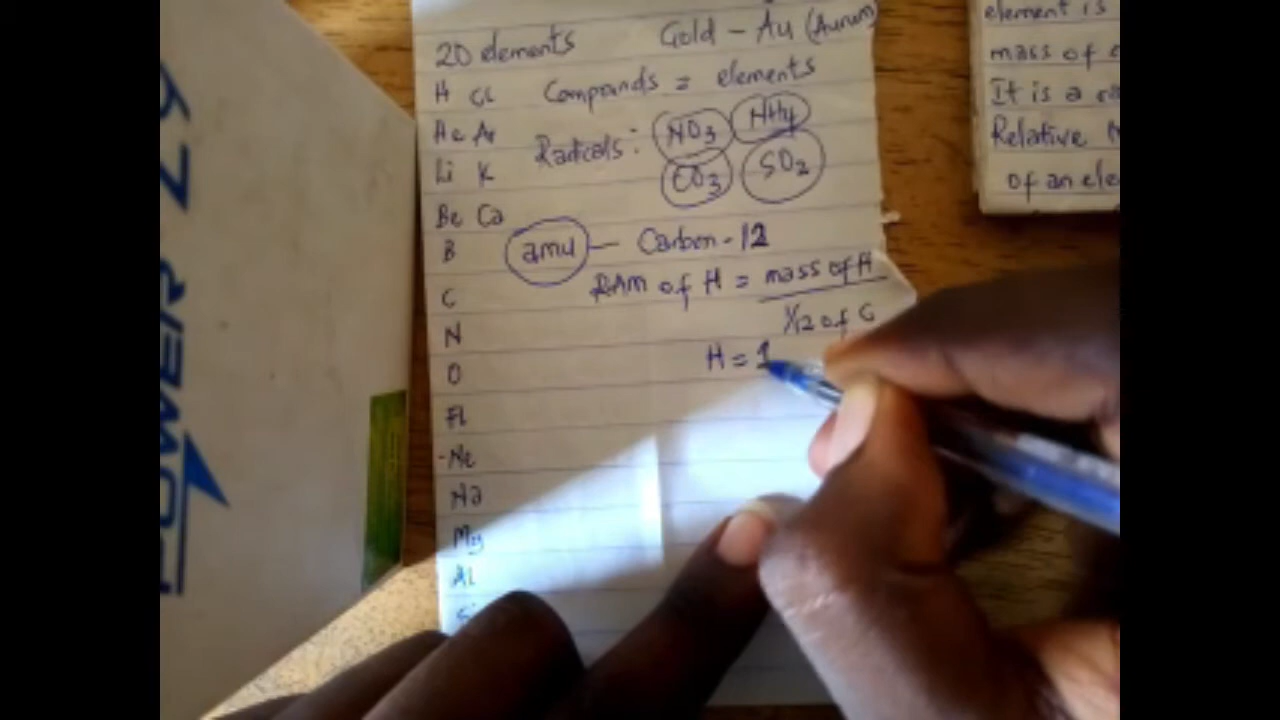 20 elements Gold - Au (Aurum)
H CL Compounds = elements
He Ar Radicals: NO3 NH4
Li K CO3 SO2
Be Ca
B amu - Carbon-12
RAM of H = mass of H
C 1/12 of C
N H = 1
O
Fl
Ne
Na
Mg
Al
Si
element is
mass of
It is a
Relative
of an ele
POWER